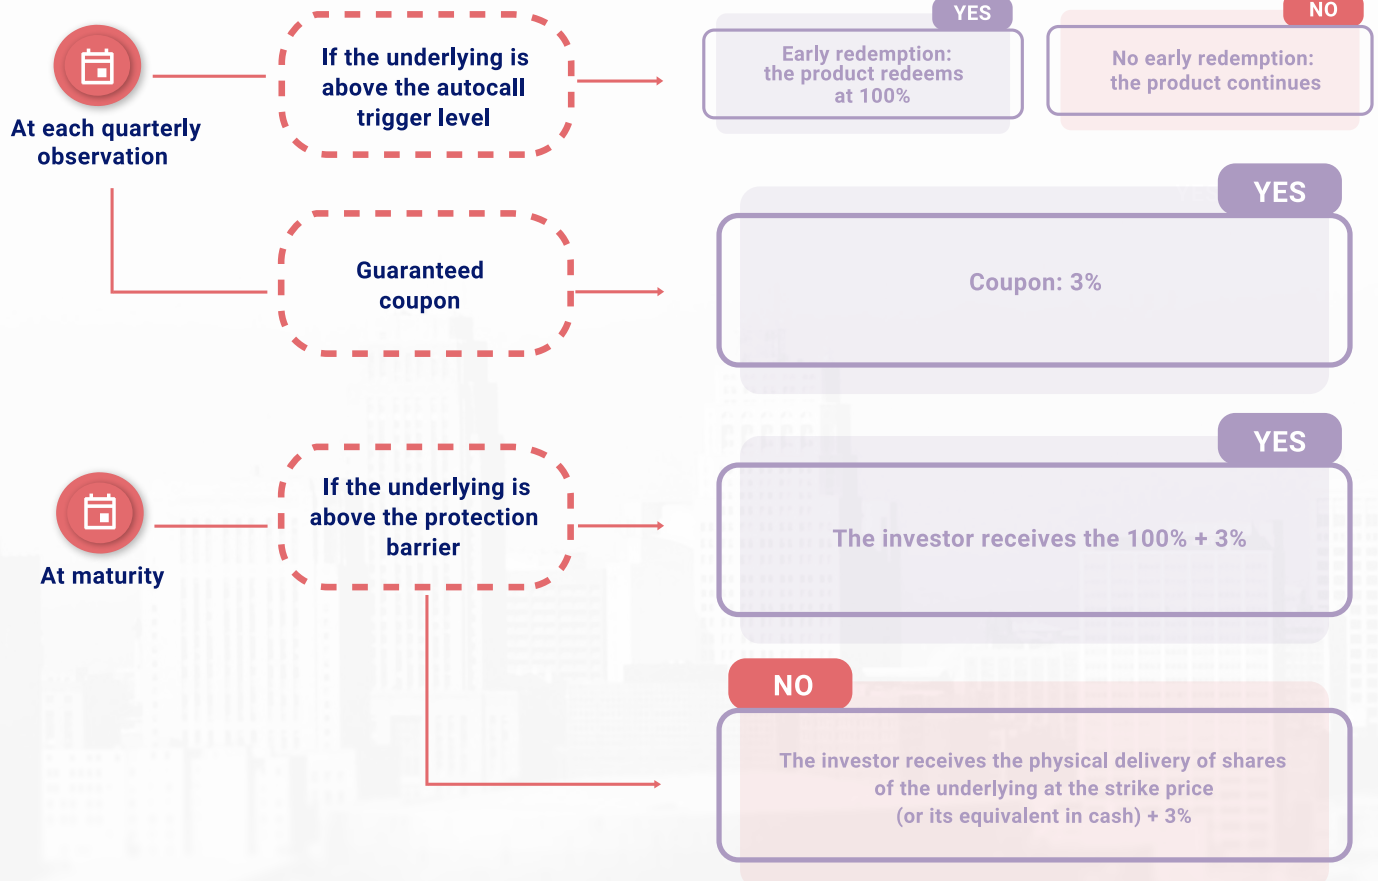 At each quarterly
observation
If the underlying is
above the autocall
trigger level
YES
Early redemption:
the product redeems
at 100%
NO
No early redemption:
the product continues
Guaranteed
coupon
YES
Coupon: 3%
At maturity
If the underlying is
above the protection
barrier
YES
The investor receives the 100% + 3%
NO
The investor receives the physical delivery of shares
of the underlying at the strike price
(or its equivalent in cash) + 3%